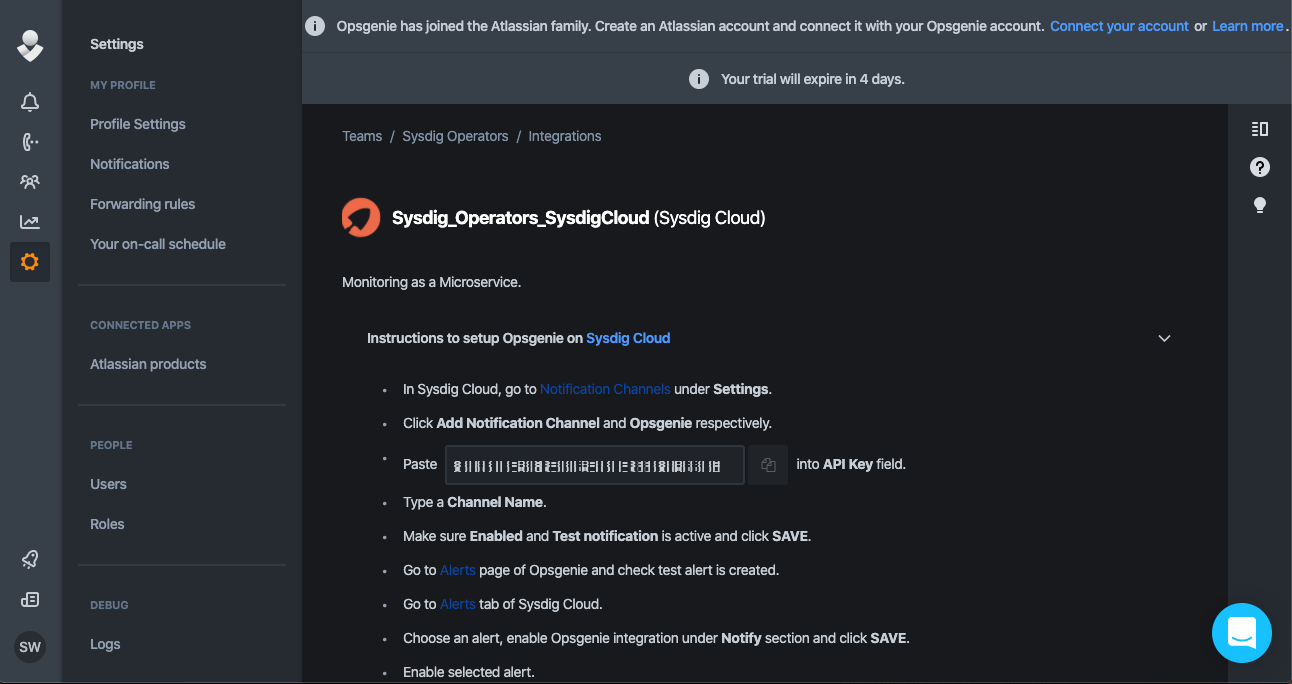 Opsgenie has joined the Atlassian family. Create an Atlassian account and connect it with your Opsgenie account. Connect your account or Learn more.
Your trial will expire in 4 days.
Settings
MY PROFILE
Profile Settings
Notifications
Forwarding rules
Your on-call schedule
CONNECTED APPS
Atlassian products
PEOPLE
Users
Roles
DEBUG
Logs
SW
Teams / Sysdig Operators / Integrations
Sysdig_Operators_SysdigCloud (Sysdig Cloud)
Monitoring as a Microservice.
Instructions to setup Opsgenie on Sysdig Cloud
• In Sysdig Cloud, go to Notification Channels under Settings.
• Click Add Notification Channel and Opsgenie respectively.
• Paste into API Key field.
• Type a Channel Name.
• Make sure Enabled and Test notification is active and click SAVE.
• Go to Alerts page of Opsgenie and check test alert is created.
• Go to Alerts tab of Sysdig Cloud.
• Choose an alert, enable Opsgenie integration under Notify section and click SAVE.
• Enable selected alert.